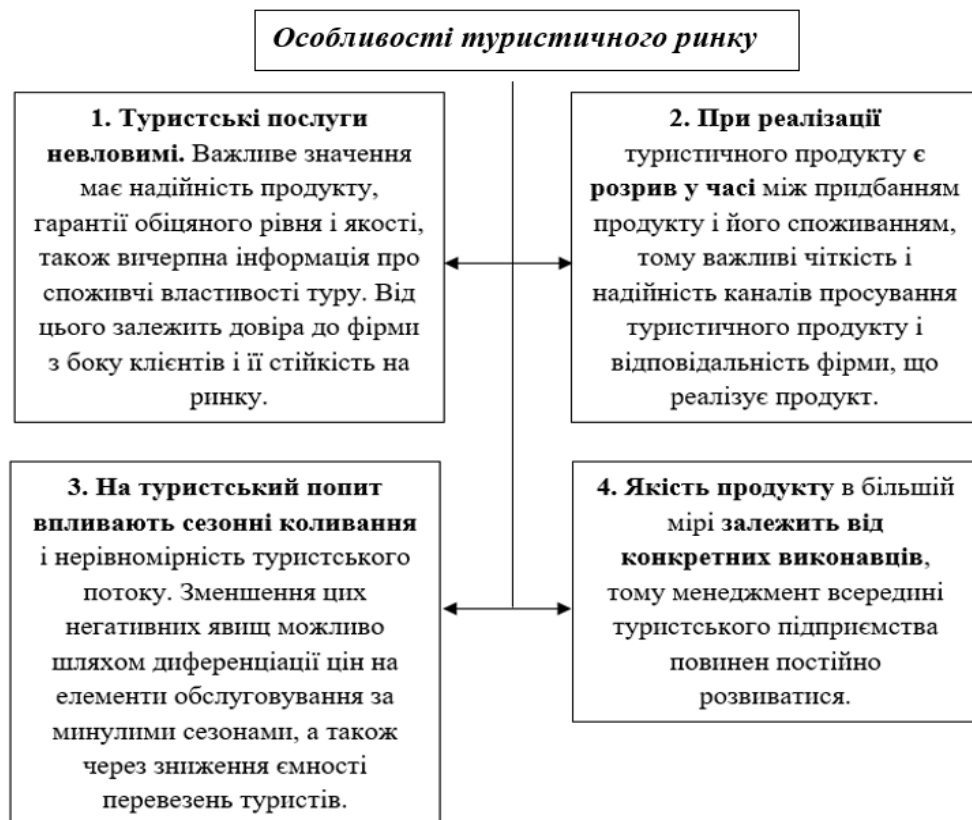 Особливості туристичного ринку
1. Туристські послуги
невловимі. Важливе значення
має надійність продукту,
гарантії обіцяного рівня і якості,
також вичерпна інформація про
споживчі властивості туру. Від
цього залежить довіра до фірми
з боку клієнтів і її стійкість на
ринку.
2. При реалізації
туристичного продукту є
розрив у часі між придбанням
продукту і його споживанням,
тому важливі чіткість і
надійність каналів просування
туристичного продукту і
відповідальність фірми, що
реалізує продукт.
3. На туристський попит
впливають сезонні коливання
і нерівномірність туристського
потоку. Зменшення цих
негативних явищ можливо
шляхом диференціації цін на
елементи обслуговування за
минулими сезонами, а також
через зниження ємності
перевезень туристів.
4. Якість продукту в більшій
мірі залежить від
конкретних виконавців,
тому менеджмент всередині
туристського підприємства
повинен постійно
розвиватися.